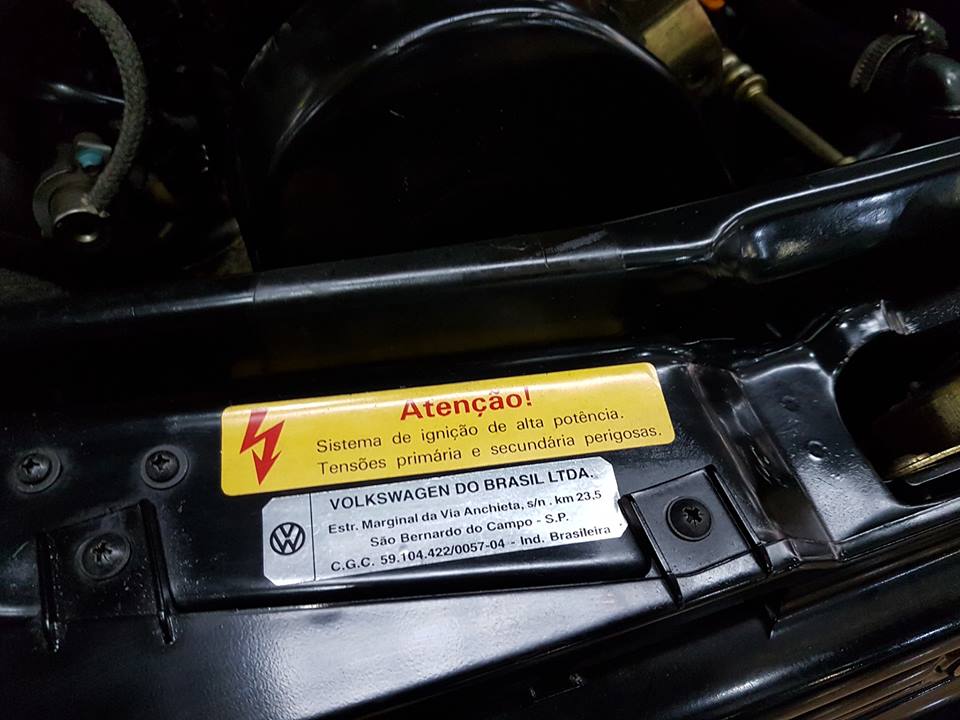 Atenção!
Sistema de ignição de alta potência.
Tensões primária e secundária perigosas.
VOLKSWAGEN DO BRASIL LTDA.
Estr. Marginal da Via Anchieta, s/n . km 23.5
São Bernardo do Campo - S.P.
C.G.C. 59.104.422/0057-04 - Ind. Brasileira